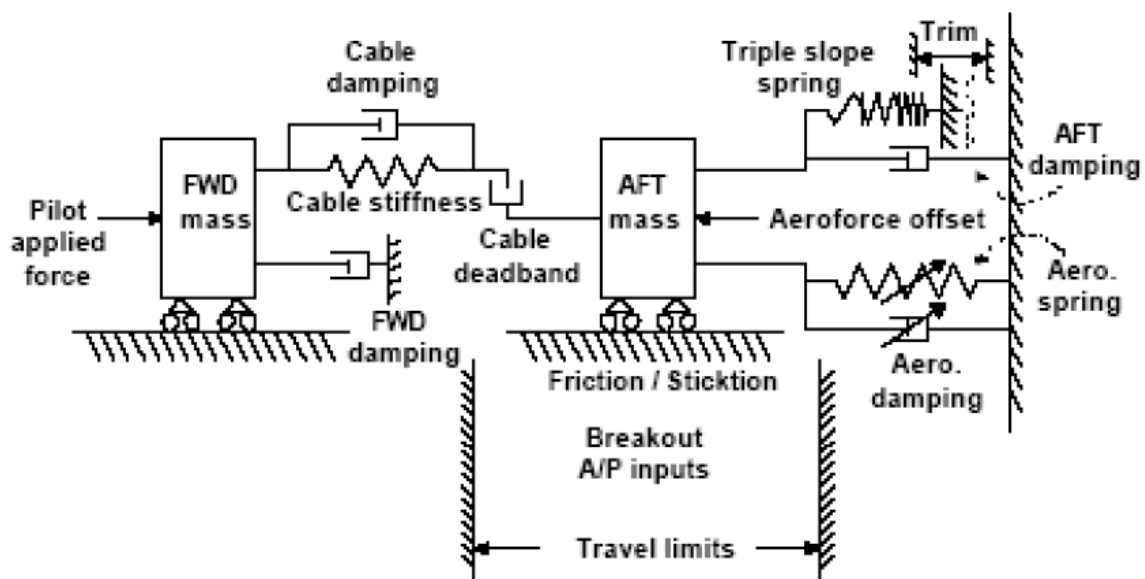 Cable
damping
Triple slope
spring
Trim
FWD
mass
Cable stiffness
AFT
mass
AFT
damping
Pilot
applied
force
Aeroforce offset
Cable
deadband
Aero.
spring
FWD
damping
Friction / Sticktion
Aero.
damping
Breakout
A/P inputs
Travel limits